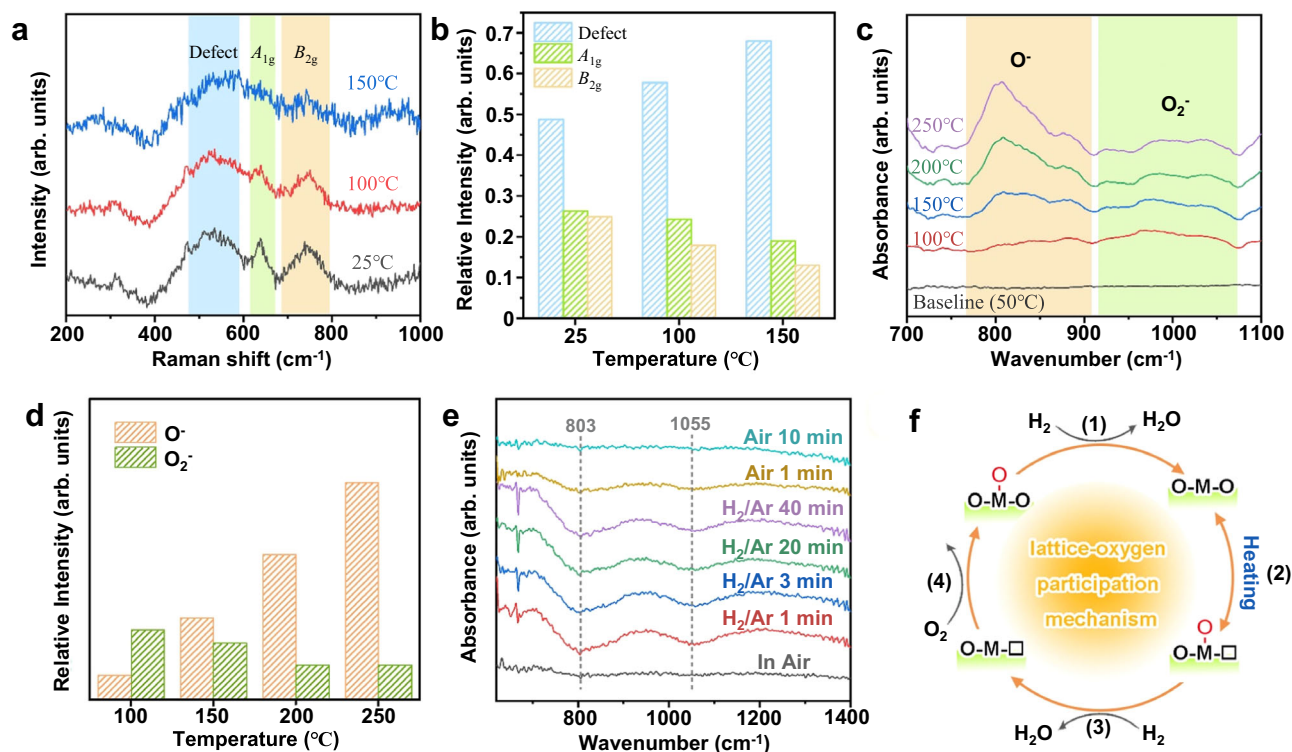 a
Defect
A1g
B2g
150℃
100℃
25℃
Intensity (arb. units)
200 400 600 800 1000
Raman shift (cm-1)
b
Defect
A1g
B2g
0.7
0.6
0.5
0.4
0.3
0.2
0.1
0
Relative Intensity (arb. units)
25 100 150
Temperature (℃)
c
O-
O2-
250℃
200℃
150℃
100℃
Baseline (50℃)
Absorbance (arb. units)
700 800 900 1000 1100
Wavenumber (cm-1)
d
O-
O2-
Relative Intensity (arb. units)
100 150 200 250
Temperature (℃)
e
803 1055
Air 10 min
Air 1 min
H2/Ar 40 min
H2/Ar 20 min
H2/Ar 3 min
H2/Ar 1 min
In Air
Absorbance (arb. units)
800 1000 1200 1400
Wavenumber (cm-1)
f
H2 (1) H2O
O
O-M-O
O-M-O
lattice-oxygen
participation
mechanism
Heating
(2)
(4)
O2
O-M-□
O
O-M-□
H2O (3) H2